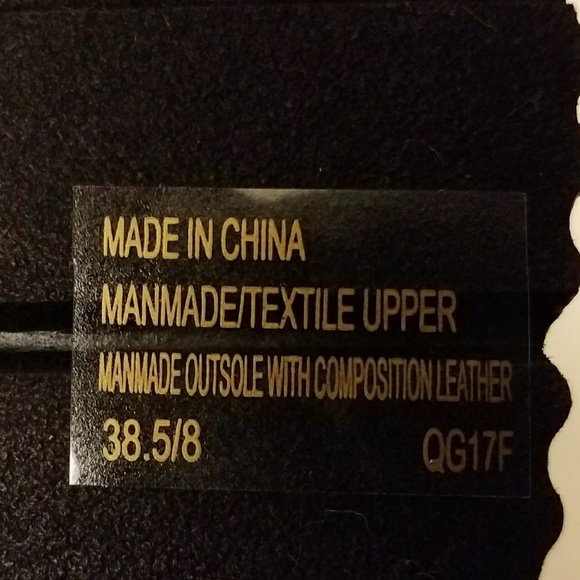 MADE IN CHINA
MANMADE/TEXTILE UPPER
MANMADE OUTSOLE WITH COMPOSITION LEATHER
38.5/8 QG17F